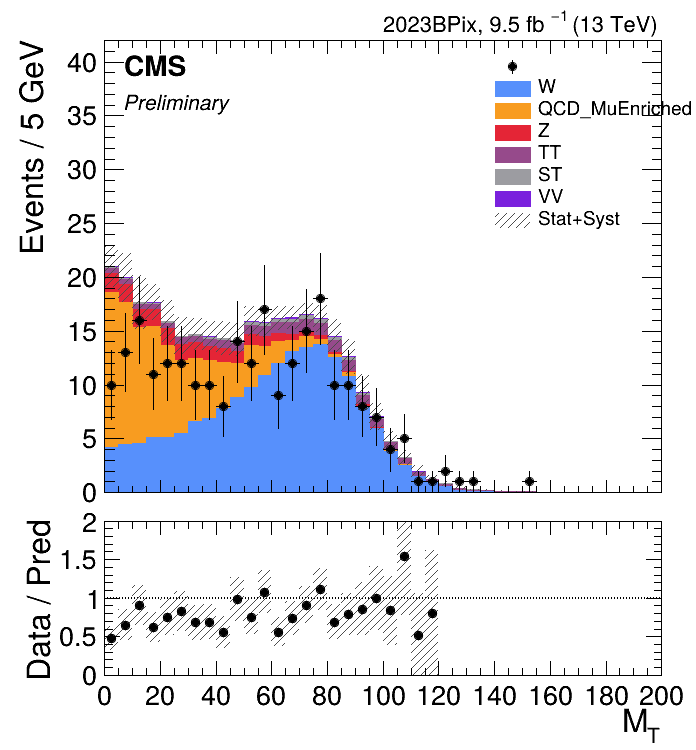 2023BPix, 9.5 fb⁻¹ (13 TeV)
CMS
Preliminary
W
QCD_MuEnriched
Z
TT
ST
VV
Stat+Syst
Events / 5 GeV
40
35
30
25
20
15
10
5
0
Data / Pred
2
1.5
1
0.5
0
0 20 40 60 80 100 120 140 160 180 200
M_T